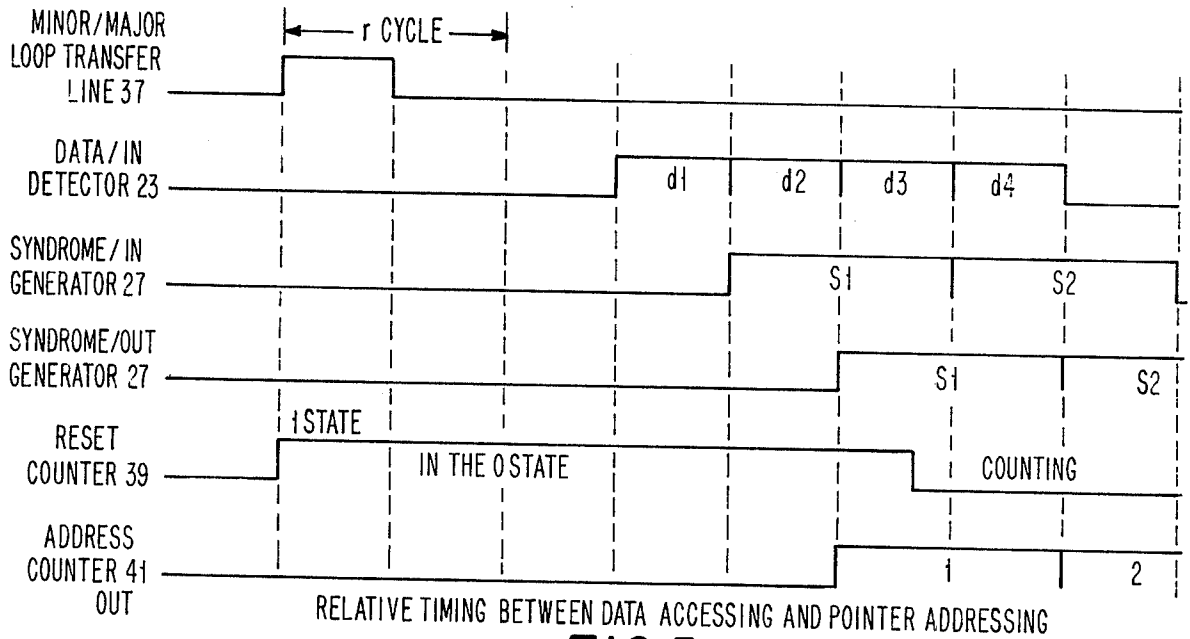 MINOR/MAJOR
LOOP TRANSFER
LINE 37
r CYCLE
DATA/IN
DETECTOR 23
d1 d2 d3 d4
SYNDROME/IN
GENERATOR 27
S1 S2
SYNDROME/OUT
GENERATOR 27
S1 S2
RESET
COUNTER 39
1 STATE
IN THE 0 STATE
COUNTING
ADDRESS
COUNTER 41
OUT
1 2
RELATIVE TIMING BETWEEN DATA ACCESSING AND POINTER ADDRESSING